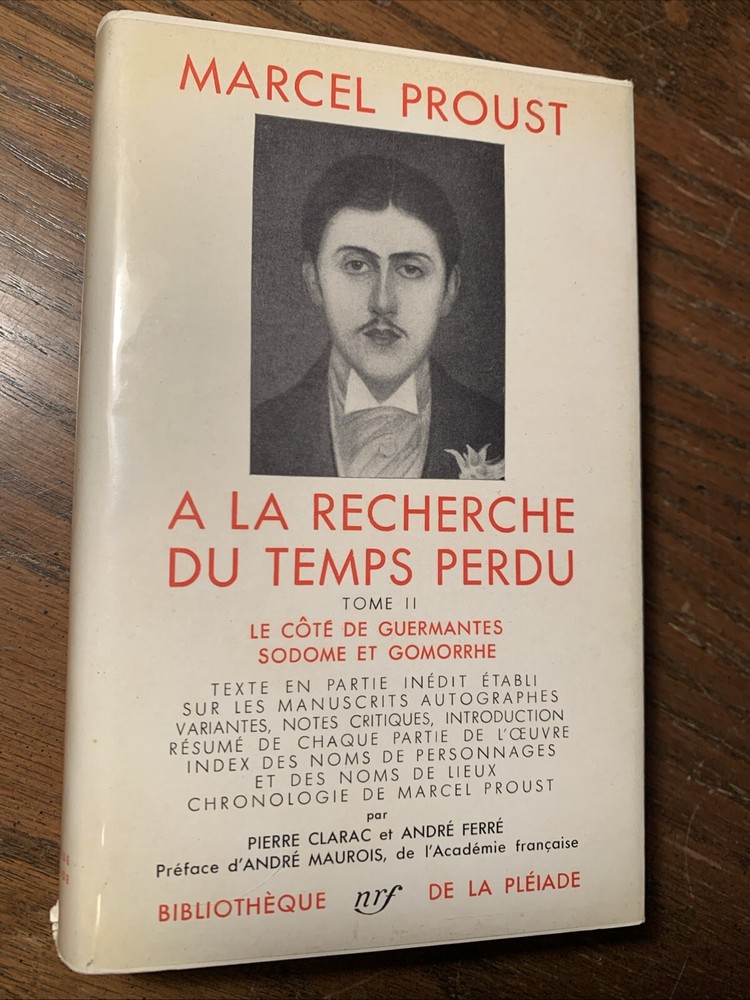 MARCEL PROUST
A LA RECHERCHE
DU TEMPS PERDU
TOME II
LE CÔTÉ DE GUERMANTES
SODOME ET GOMORRHE
TEXTE EN PARTIE INÉDIT ÉTABLI
SUR LES MANUSCRITS AUTOGRAPHES
VARIANTES, NOTES CRITIQUES, INTRODUCTION
RÉSUMÉ DE CHAQUE PARTIE DE L'ŒUVRE
INDEX DES NOMS DE PERSONNAGES
ET DES NOMS DE LIEUX
CHRONOLOGIE DE MARCEL PROUST
par
PIERRE CLARAC et ANDRÉ FERRÉ
Préface d'ANDRÉ MAUROIS, de l'Académie française
BIBLIOTHÈQUE nrf DE LA PLÉIADE